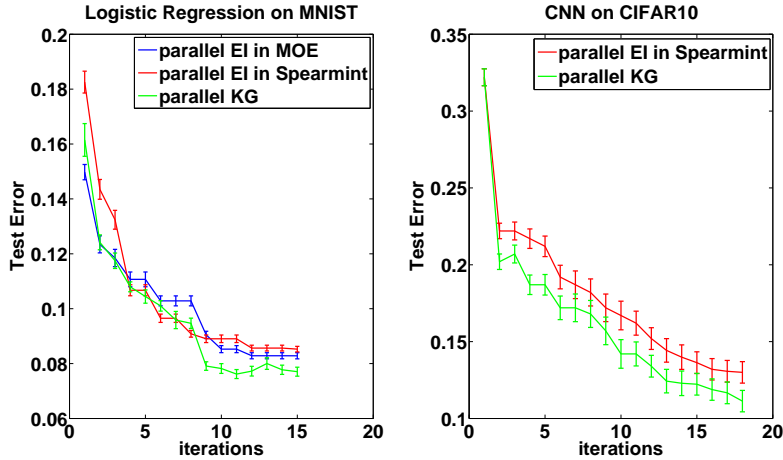 Logistic Regression on MNIST
parallel EI in MOE
parallel EI in Spearmint
parallel KG
Test Error
0.2
0.18
0.16
0.14
0.12
0.1
0.08
0.06
0
5
10
15
20
iterations
CNN on CIFAR10
parallel EI in Spearmint
parallel KG
Test Error
0.35
0.3
0.25
0.2
0.15
0.1
0
5
10
15
20
iterations